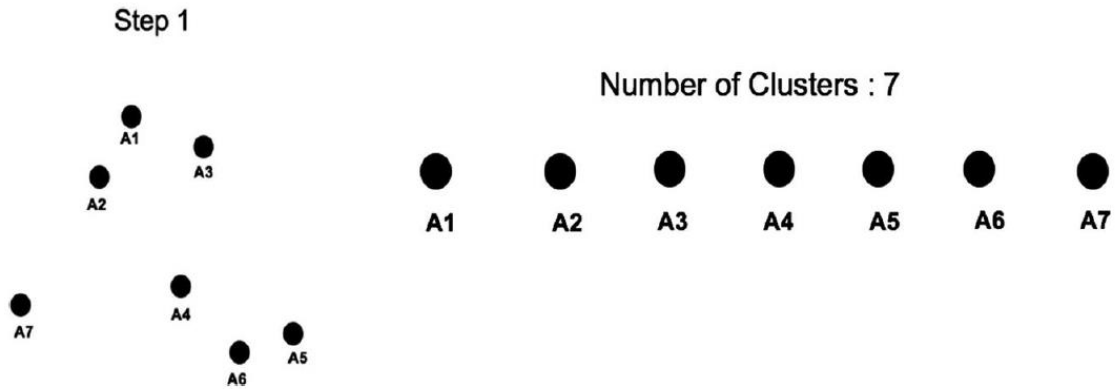 Step 1
Number of Clusters : 7
A1
A3
A2
A4
A7
A5
A6
A1 A2 A3 A4 A5 A6 A7